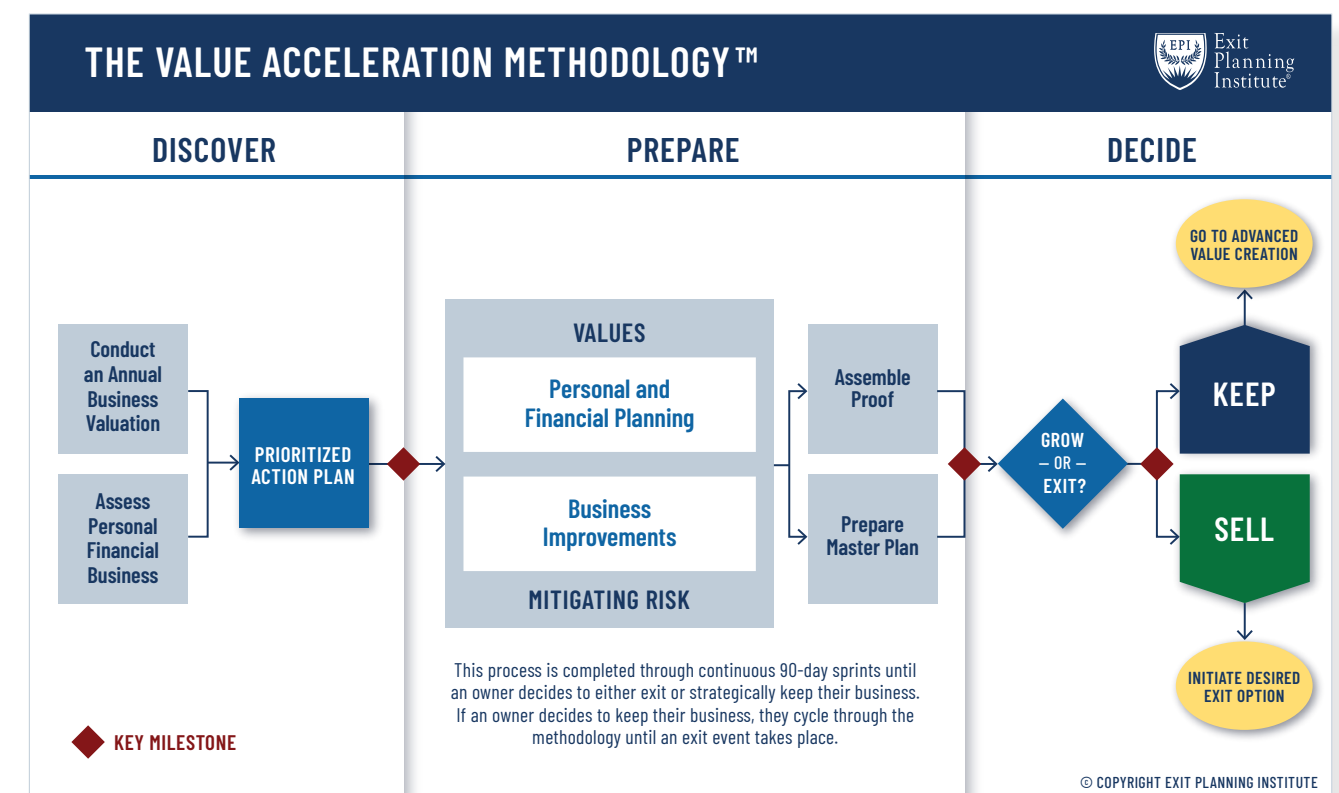 THE VALUE ACCELERATION METHODOLOGY™
EPI
Exit
Planning
Institute®
DISCOVER
PREPARE
DECIDE
Conduct
an Annual
Business
Valuation
Assess
Personal
Financial
Business
PRIORITIZED
ACTION PLAN
VALUES
Personal and
Financial Planning
Business
Improvements
MITIGATING RISK
Assemble
Proof
Prepare
Master Plan
This process is completed through continuous 90-day sprints until
an owner decides to either exit or strategically keep their business.
If an owner decides to keep their business, they cycle through the
methodology until an exit event takes place.
GROW
– OR –
EXIT?
GO TO ADVANCED
VALUE CREATION
KEEP
SELL
INITIATE DESIRED
EXIT OPTION
KEY MILESTONE
© COPYRIGHT EXIT PLANNING INSTITUTE